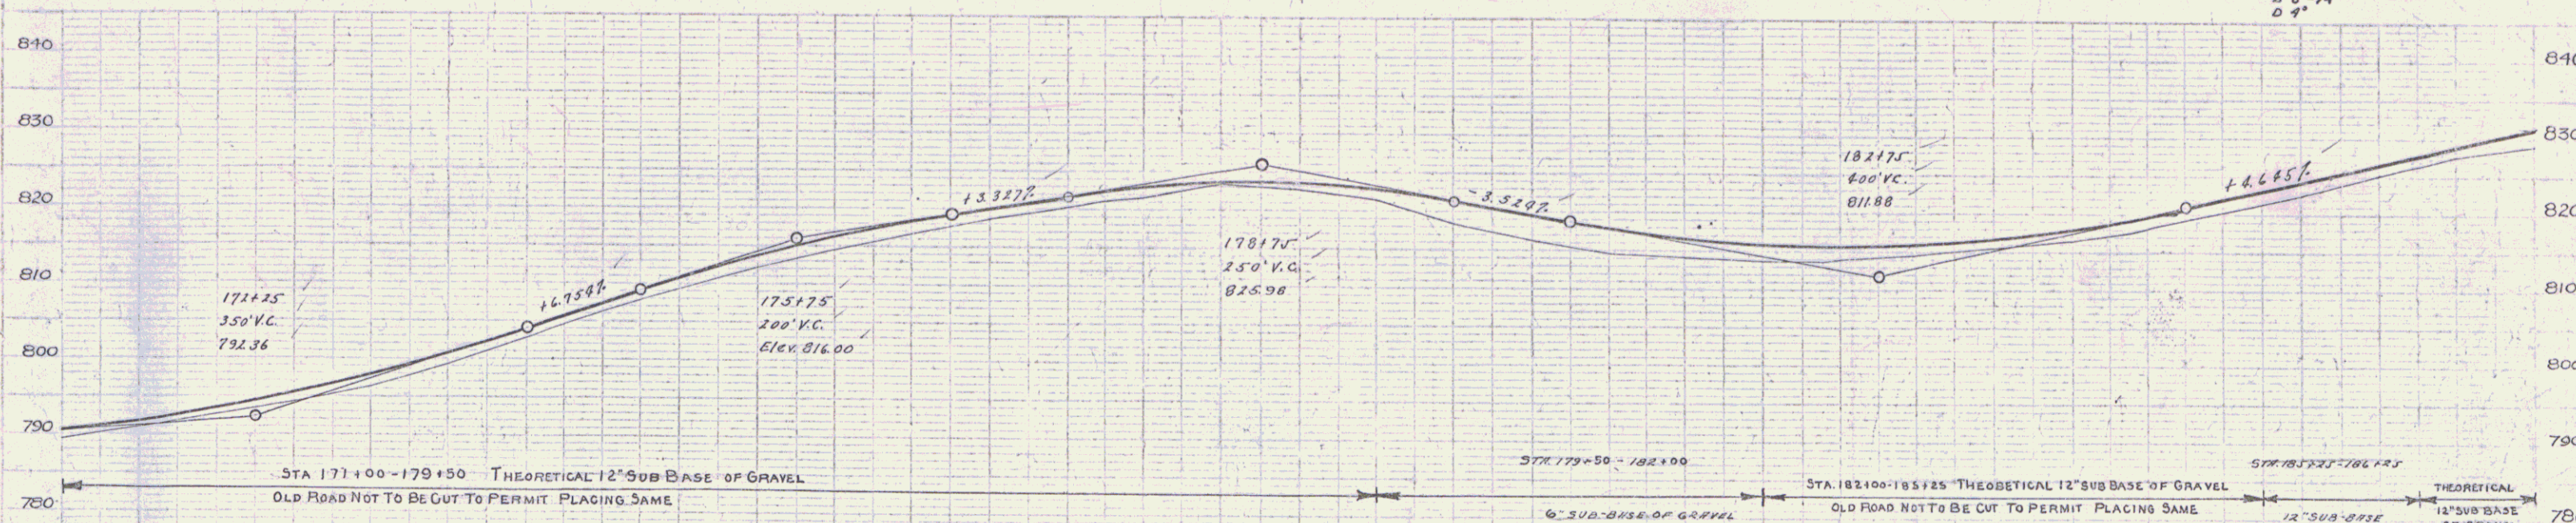 D 4°
840
830
820
810
800
790
780
172+25
350' V.C.
792.36
+6.754%
175+75
200' V.C.
Elev. 816.00
+3.327%
178+75
250' V.C.
825.98
-3.524%
182+75
400' V.C.
811.88
+4.645%
840
830
820
810
800
790
STA 171+00-179+50 THEORETICAL 12" SUB BASE OF GRAVEL
OLD ROAD NOT TO BE CUT TO PERMIT PLACING SAME
STA. 179+50 - 182+00
6" SUB-BASE OF GRAVEL
STA. 182+00-185+25 THEORETICAL 12" SUB BASE OF GRAVEL
OLD ROAD NOT TO BE CUT TO PERMIT PLACING SAME
STA. 185+25-186+25
12" SUB-BASE
THEORETICAL
12" SUB BASE